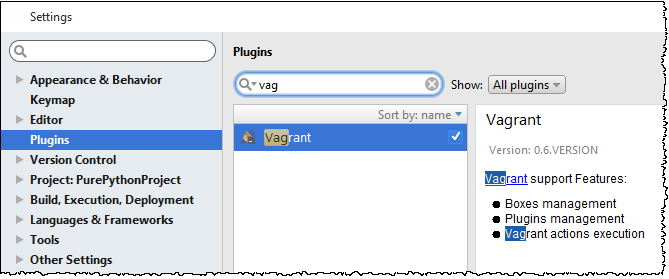 Settings
Appearance & Behavior
Keymap
Editor
Plugins
Version Control
Project: PurePythonProject
Build, Execution, Deployment
Languages & Frameworks
Tools
Other Settings
Plugins
vag
Show: All plugins
Sort by: name
Vagrant
Vagrant
Version: 0.6.VERSION
Vagrant support Features:
Boxes management
Plugins management
Vagrant actions execution